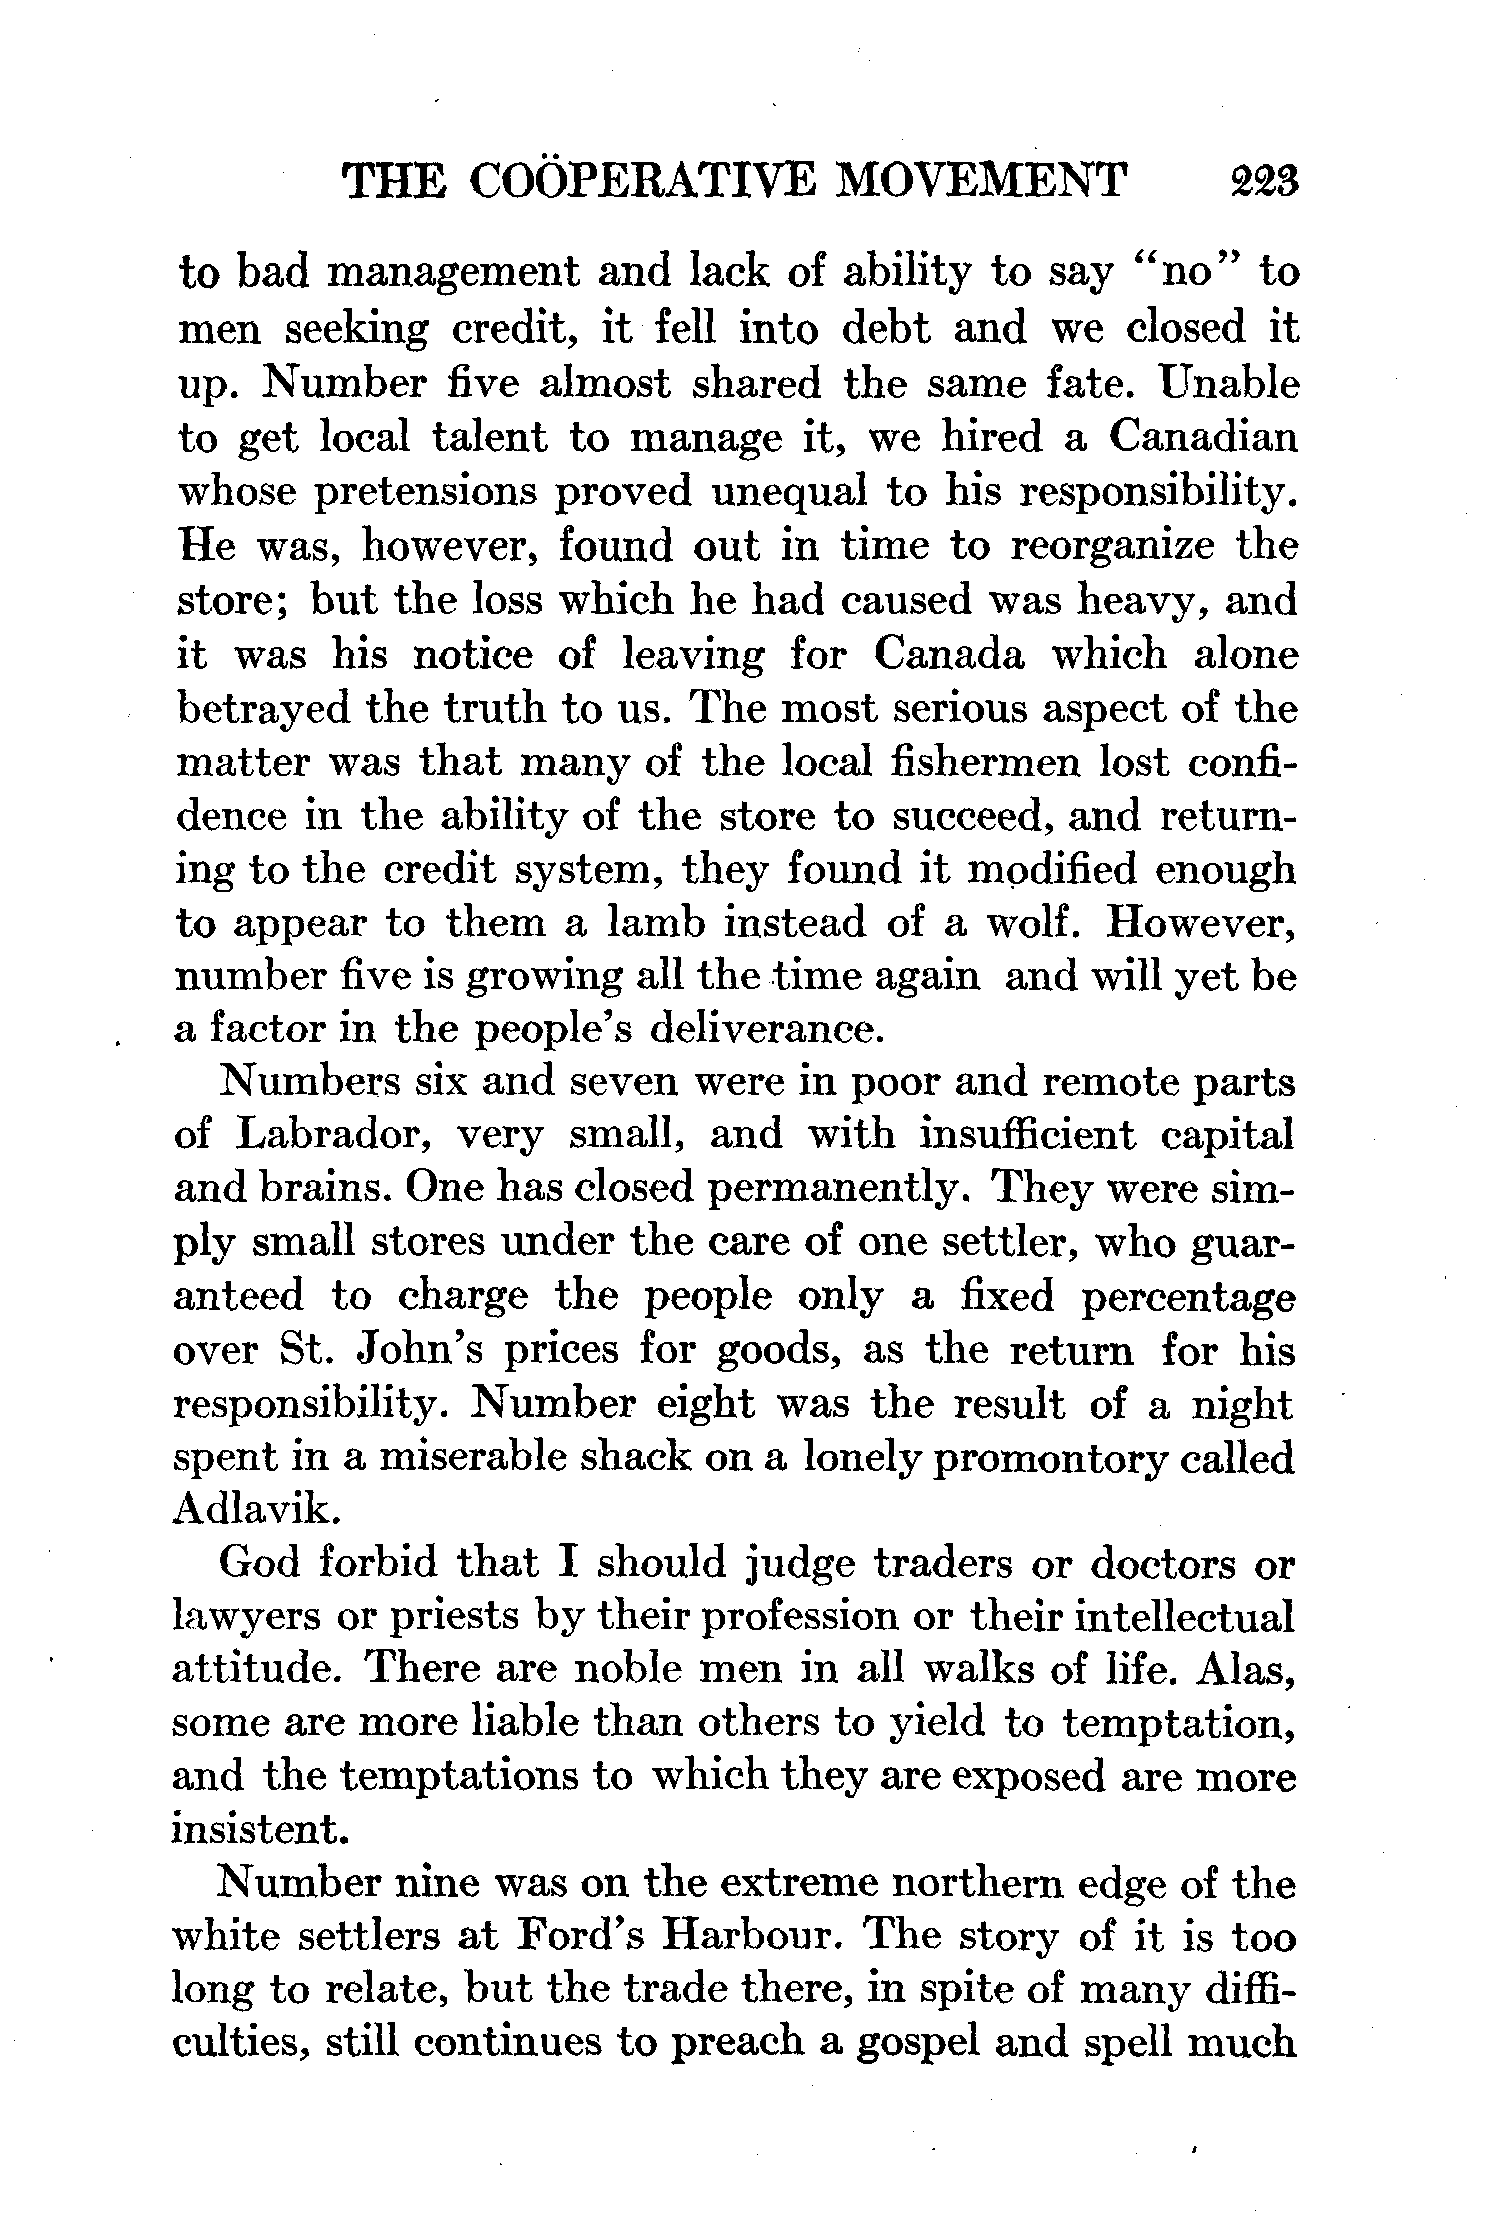 THE COÖPERATIVE MOVEMENT 223
to bad management and lack of ability to say “no” to
men seeking credit, it fell into debt and we closed it
up. Number five almost shared the same fate. Unable
to get local talent to manage it, we hired a Canadian
whose pretensions proved unequal to his responsibility.
He was, however, found out in time to reorganize the
store; but the loss which he had caused was heavy, and
it was his notice of leaving for Canada which alone
betrayed the truth to us. The most serious aspect of the
matter was that many of the local fishermen lost confi-
dence in the ability of the store to succeed, and return-
ing to the credit system, they found it modified enough
to appear to them a lamb instead of a wolf. However,
number five is growing all the time again and will yet be
a factor in the people’s deliverance.
Numbers six and seven were in poor and remote parts
of Labrador, very small, and with insufficient capital
and brains. One has closed permanently. They were sim-
ply small stores under the care of one settler, who guar-
anteed to charge the people only a fixed percentage
over St. John’s prices for goods, as the return for his
responsibility. Number eight was the result of a night
spent in a miserable shack on a lonely promontory called
Adlavik.
God forbid that I should judge traders or doctors or
lawyers or priests by their profession or their intellectual
attitude. There are noble men in all walks of life. Alas,
some are more liable than others to yield to temptation,
and the temptations to which they are exposed are more
insistent.
Number nine was on the extreme northern edge of the
white settlers at Ford’s Harbour. The story of it is too
long to relate, but the trade there, in spite of many diffi-
culties, still continues to preach a gospel and spell much